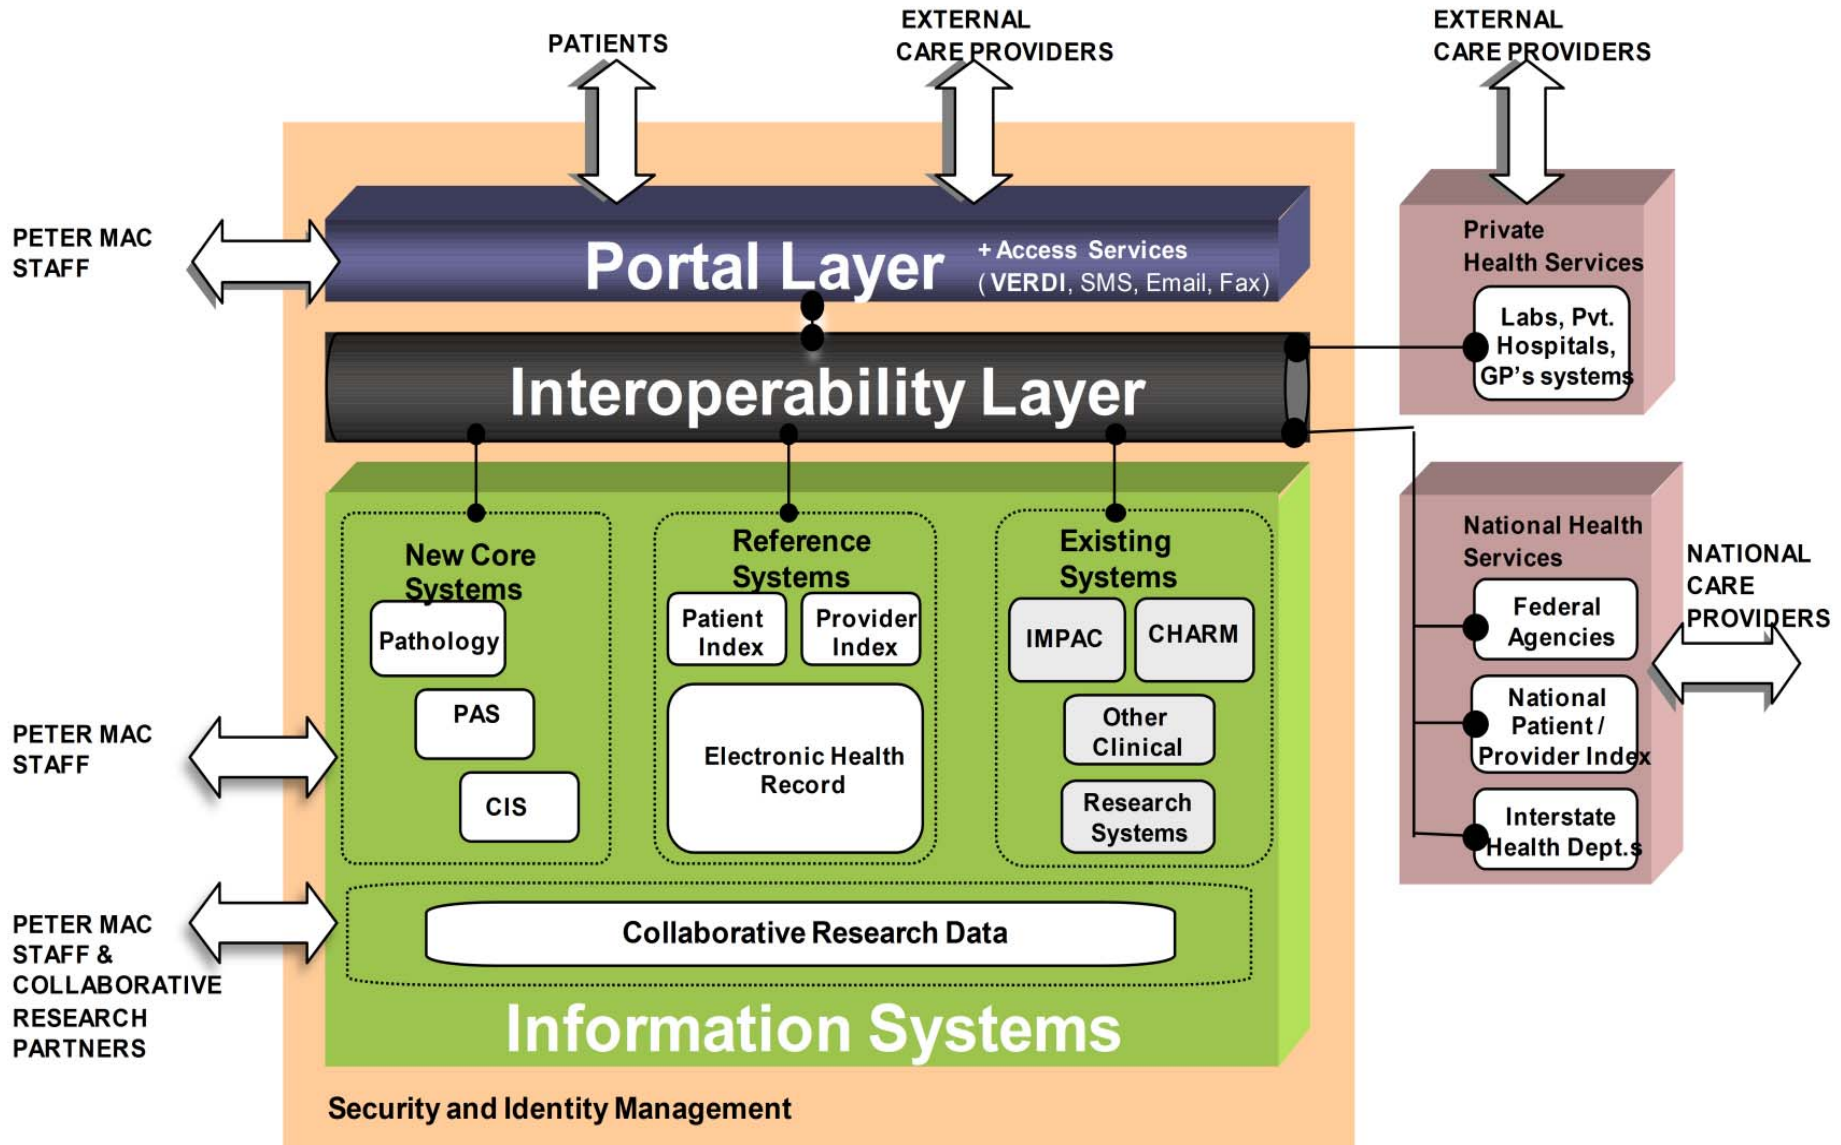 PATIENTS
EXTERNAL
CARE PROVIDERS
EXTERNAL
CARE PROVIDERS
PETER MAC
STAFF
Portal Layer
+ Access Services
( VERDI, SMS, Email, Fax)
Private
Health Services
Labs, Pvt.
Hospitals,
GP's systems
Interoperability Layer
New Core
Systems
Pathology
PAS
CIS
Reference
Systems
Patient
Index
Provider
Index
Electronic Health
Record
Existing
Systems
IMPAC
CHARM
Other
Clinical
Research
Systems
National Health
Services
Federal
Agencies
National
Patient /
Provider Index
Interstate
Health Dept.s
NATIONAL
CARE
PROVIDERS
PETER MAC
STAFF
PETER MAC
STAFF &
COLLABORATIVE
RESEARCH
PARTNERS
Collaborative Research Data
Information Systems
Security and Identity Management